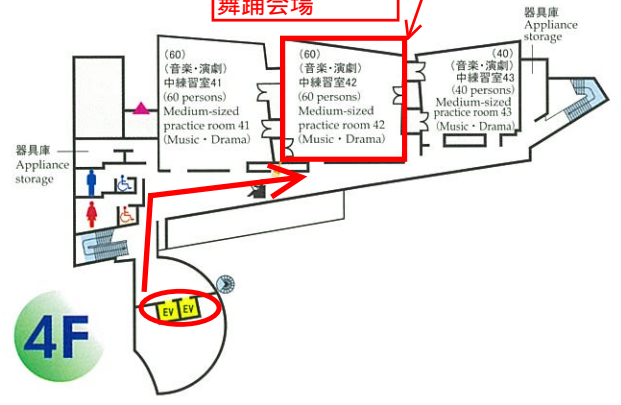 舞踊会場
器具庫
Appliance
storage
(60)
(音楽・演劇)
中練習室41
(60 persons)
Medium-sized
practice room 41
(Music・Drama)
(60)
(音楽・演劇)
中練習室42
(60 persons)
Medium-sized
practice room 42
(Music・Drama)
(40)
(音楽・演劇)
中練習室43
(40 persons)
Medium-sized
practice room 43
(Music・Drama)
器具庫
Appliance
storage
EV EV
4F